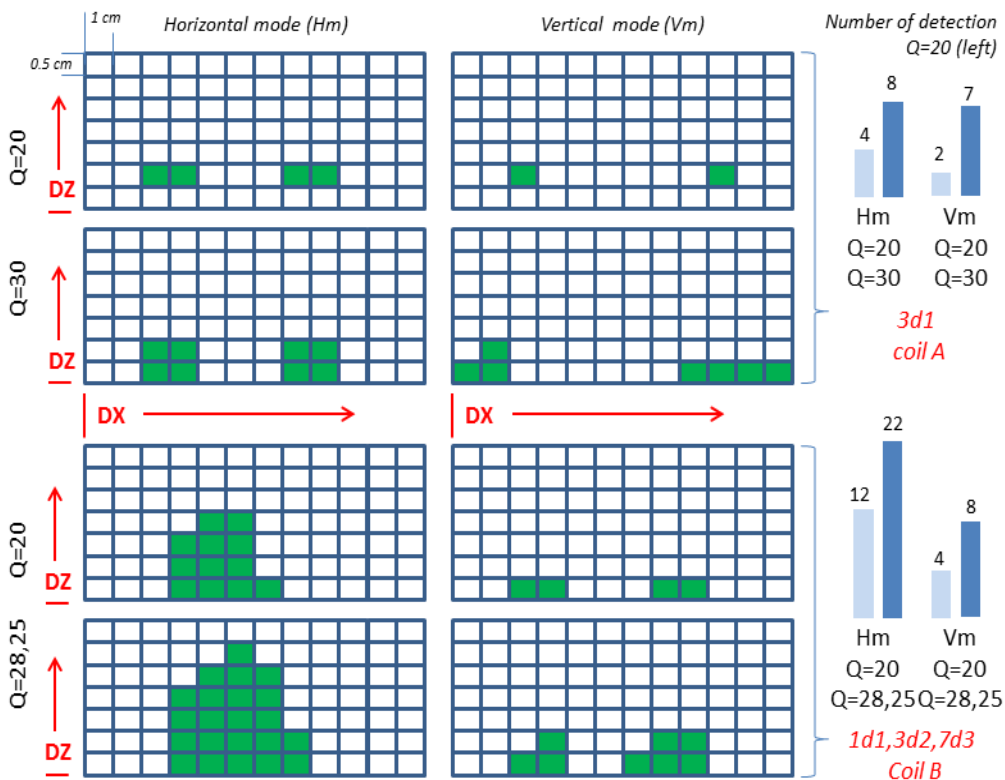 1 cm
Horizontal mode (Hm)
Vertical mode (Vm)
Number of detection
Q=20 (left)
0.5 cm
Q=20
DZ
8
4
7
2
Hm
Vm
Q=20
Q=20
Q=30
Q=30
Q=30
DZ
3d1
coil A
DX
DX
Q=20
DZ
22
12
8
4
Q=28,25
DZ
Hm
Vm
Q=20
Q=20
Q=28,25
Q=28,25
1d1,3d2,7d3
Coil B